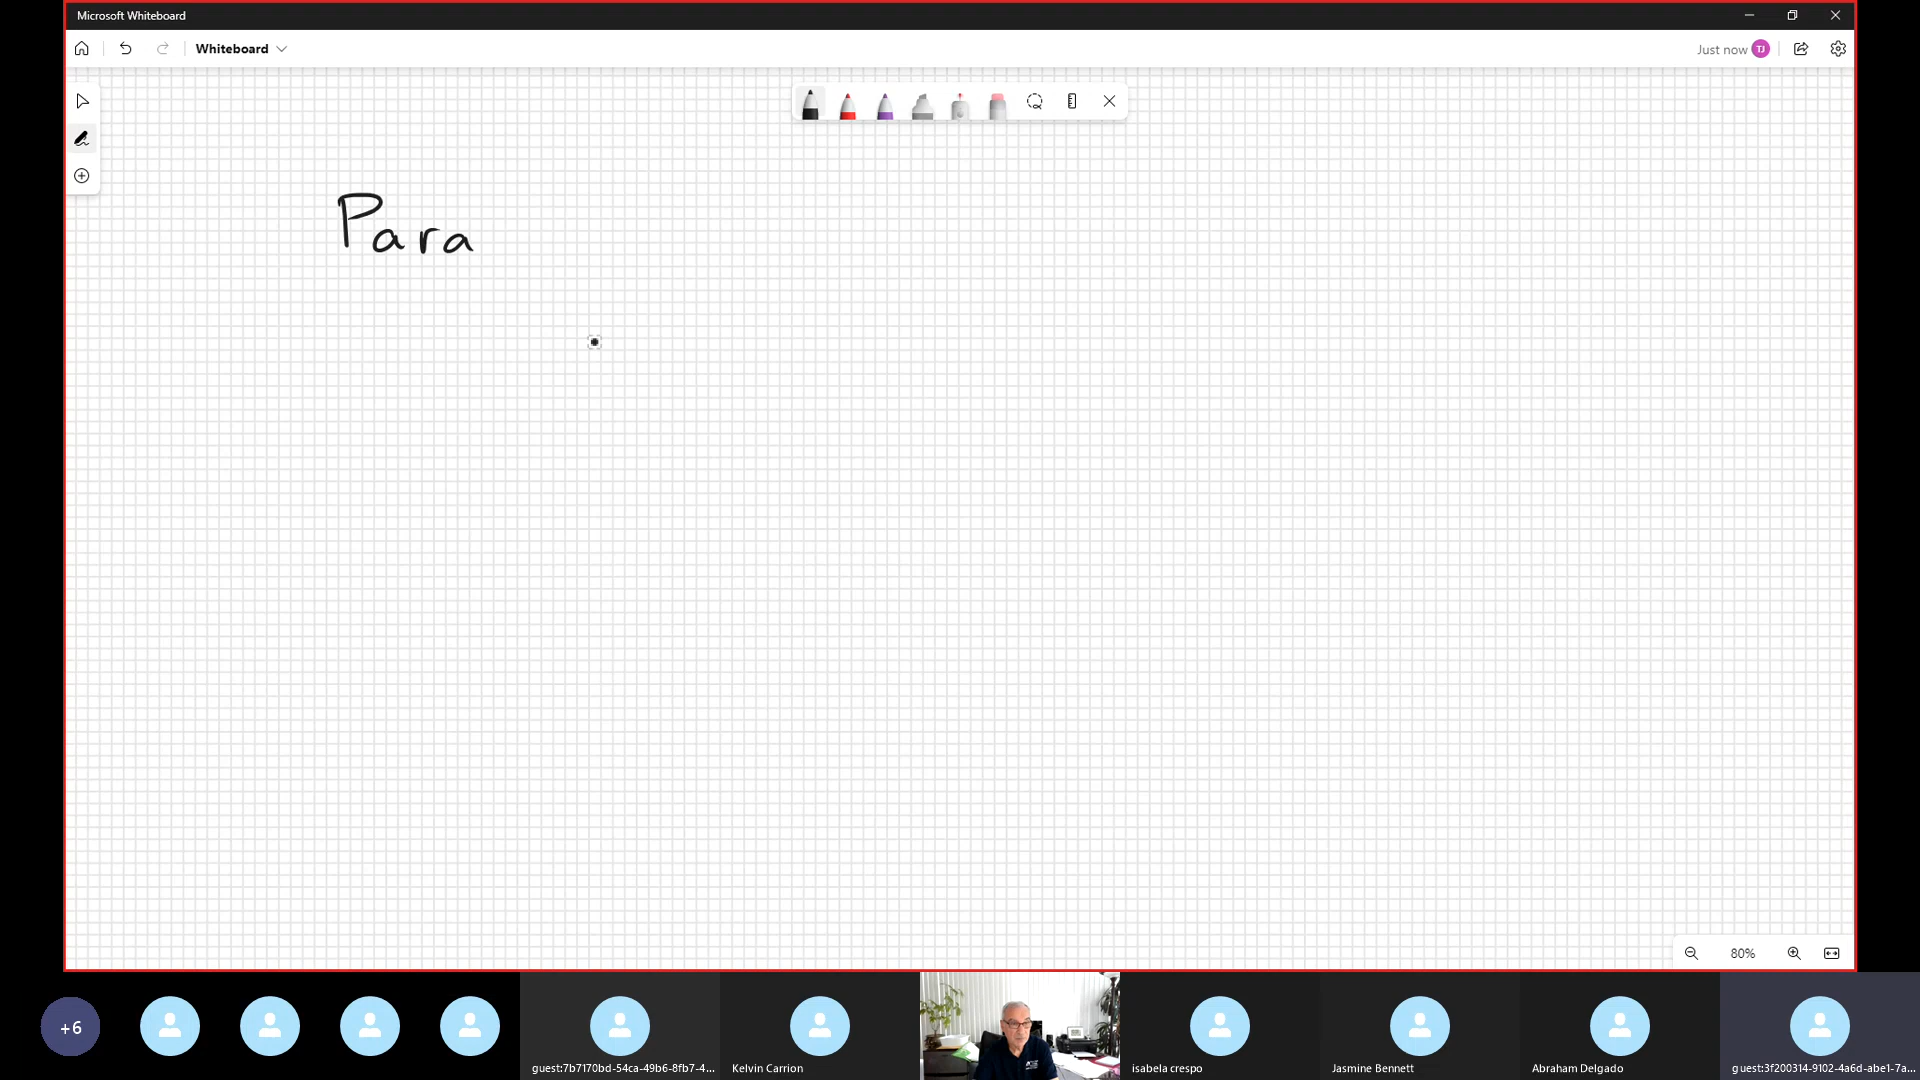 Microsoft Whiteboard
Whiteboard
Just now TJ
Para
80%
+6
guest:7b7170bd-54ca-49b6-8fb7-4...
Kelvin Carrion
isabela crespo
Jasmine Bennett
Abraham Delgado
guest:3f200314-9102-4a6d-abe1-7a...